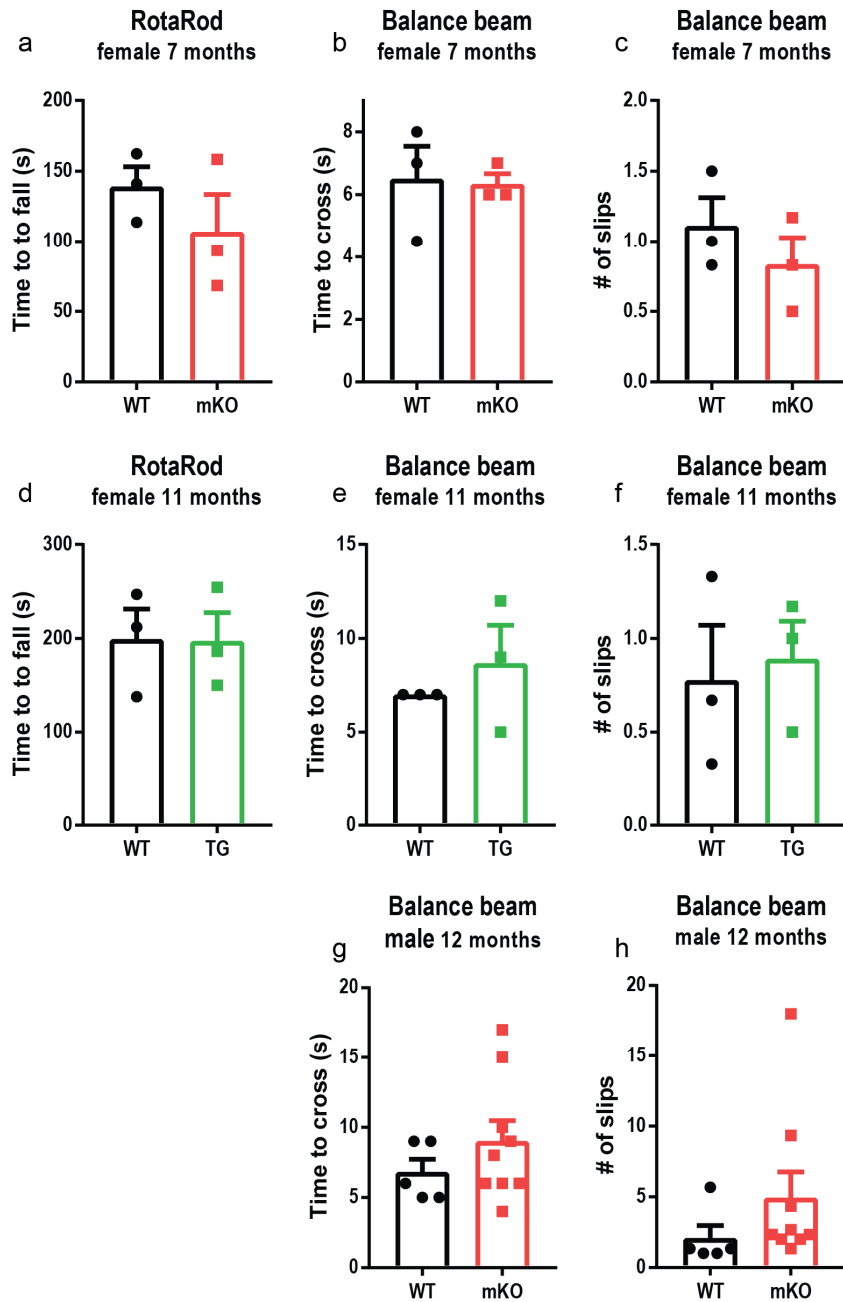 a
RotaRod
female 7 months
Time to to fall (s)
200
150
100
50
0
WT
mKO
b
Balance beam
female 7 months
Time to cross (s)
8
6
4
2
0
WT
mKO
c
Balance beam
female 7 months
# of slips
2.0
1.5
1.0
0.5
0.0
WT
mKO
d
RotaRod
female 11 months
Time to to fall (s)
300
200
100
0
WT
TG
e
Balance beam
female 11 months
Time to cross (s)
15
10
5
0
WT
TG
f
Balance beam
female 11 months
# of slips
1.5
1.0
0.5
0.0
WT
TG
g
Balance beam
male 12 months
Time to cross (s)
20
15
10
5
0
WT
mKO
h
Balance beam
male 12 months
# of slips
20
15
10
5
0
WT
mKO